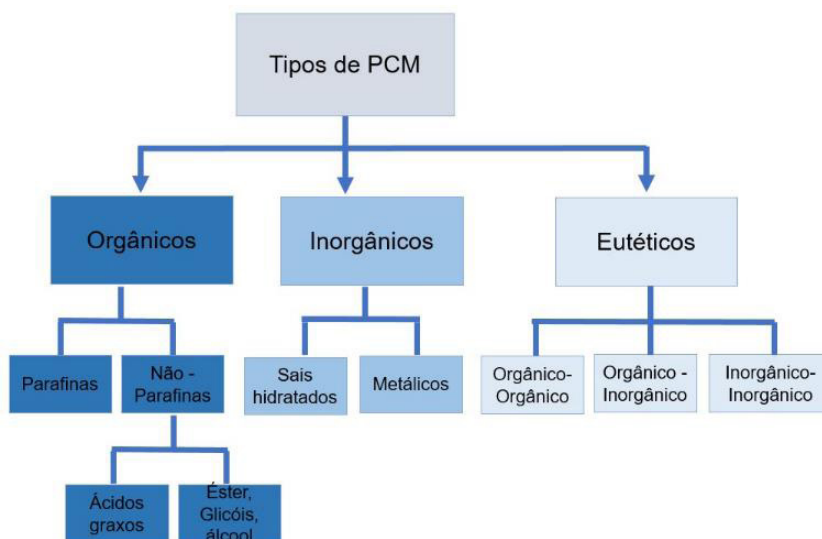 Tipos de PCM
Orgânicos
Inorgânicos
Eutéticos
Parafinas
Não -
Parafinas
Sais
hidratados
Metálicos
Orgânico-
Orgânico
Orgânico -
Inorgânico
Inorgânico-
Inorgânico
Ácidos
graxos
Éster,
Glicóis,
álcool